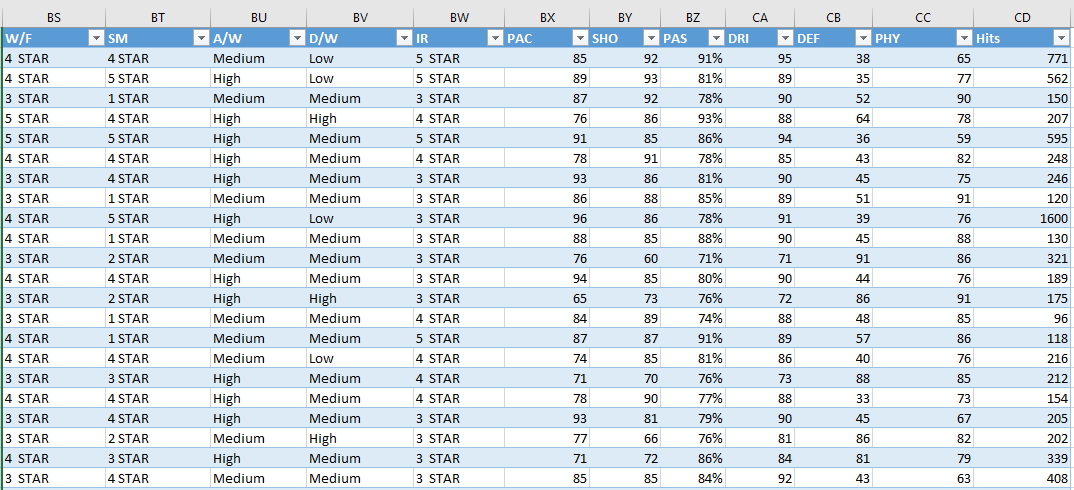 BS BT BU BV BW BX BY BZ CA CB CC CD
W/F SM A/W D/W IR PAC SHO PAS DRI DEF PHY Hits
4 STAR 4 STAR Medium Low 5 STAR 85 92 91% 95 38 65 771
4 STAR 5 STAR High Low 5 STAR 89 93 81% 89 35 77 562
3 STAR 1 STAR Medium Medium 3 STAR 87 92 78% 90 52 90 150
5 STAR 4 STAR High High 4 STAR 76 86 93% 88 64 78 207
5 STAR 5 STAR High Medium 5 STAR 91 85 86% 94 36 59 595
4 STAR 4 STAR High Medium 4 STAR 78 91 78% 85 43 82 248
3 STAR 4 STAR High Medium 3 STAR 93 86 81% 90 45 75 246
3 STAR 1 STAR Medium Medium 3 STAR 86 88 85% 89 51 91 120
4 STAR 5 STAR High Low 3 STAR 96 86 78% 91 39 76 1600
4 STAR 1 STAR Medium Medium 3 STAR 88 85 88% 90 45 88 130
3 STAR 2 STAR Medium Medium 3 STAR 76 60 71% 71 91 86 321
4 STAR 4 STAR High Medium 3 STAR 94 85 80% 90 44 76 189
3 STAR 2 STAR High High 3 STAR 65 73 76% 72 86 91 175
3 STAR 1 STAR Medium Medium 4 STAR 84 89 74% 88 48 85 96
4 STAR 1 STAR Medium Medium 5 STAR 87 87 91% 89 57 86 118
4 STAR 4 STAR Medium Low 4 STAR 74 85 81% 86 40 76 216
3 STAR 3 STAR High Medium 4 STAR 71 70 76% 73 88 85 212
4 STAR 4 STAR High Medium 4 STAR 78 90 77% 88 33 73 154
3 STAR 4 STAR High Medium 3 STAR 93 81 79% 90 45 67 205
3 STAR 2 STAR Medium High 3 STAR 77 66 76% 81 86 82 202
4 STAR 3 STAR High Medium 3 STAR 71 72 86% 84 81 79 339
3 STAR 4 STAR Medium Medium 3 STAR 85 85 84% 92 43 63 408